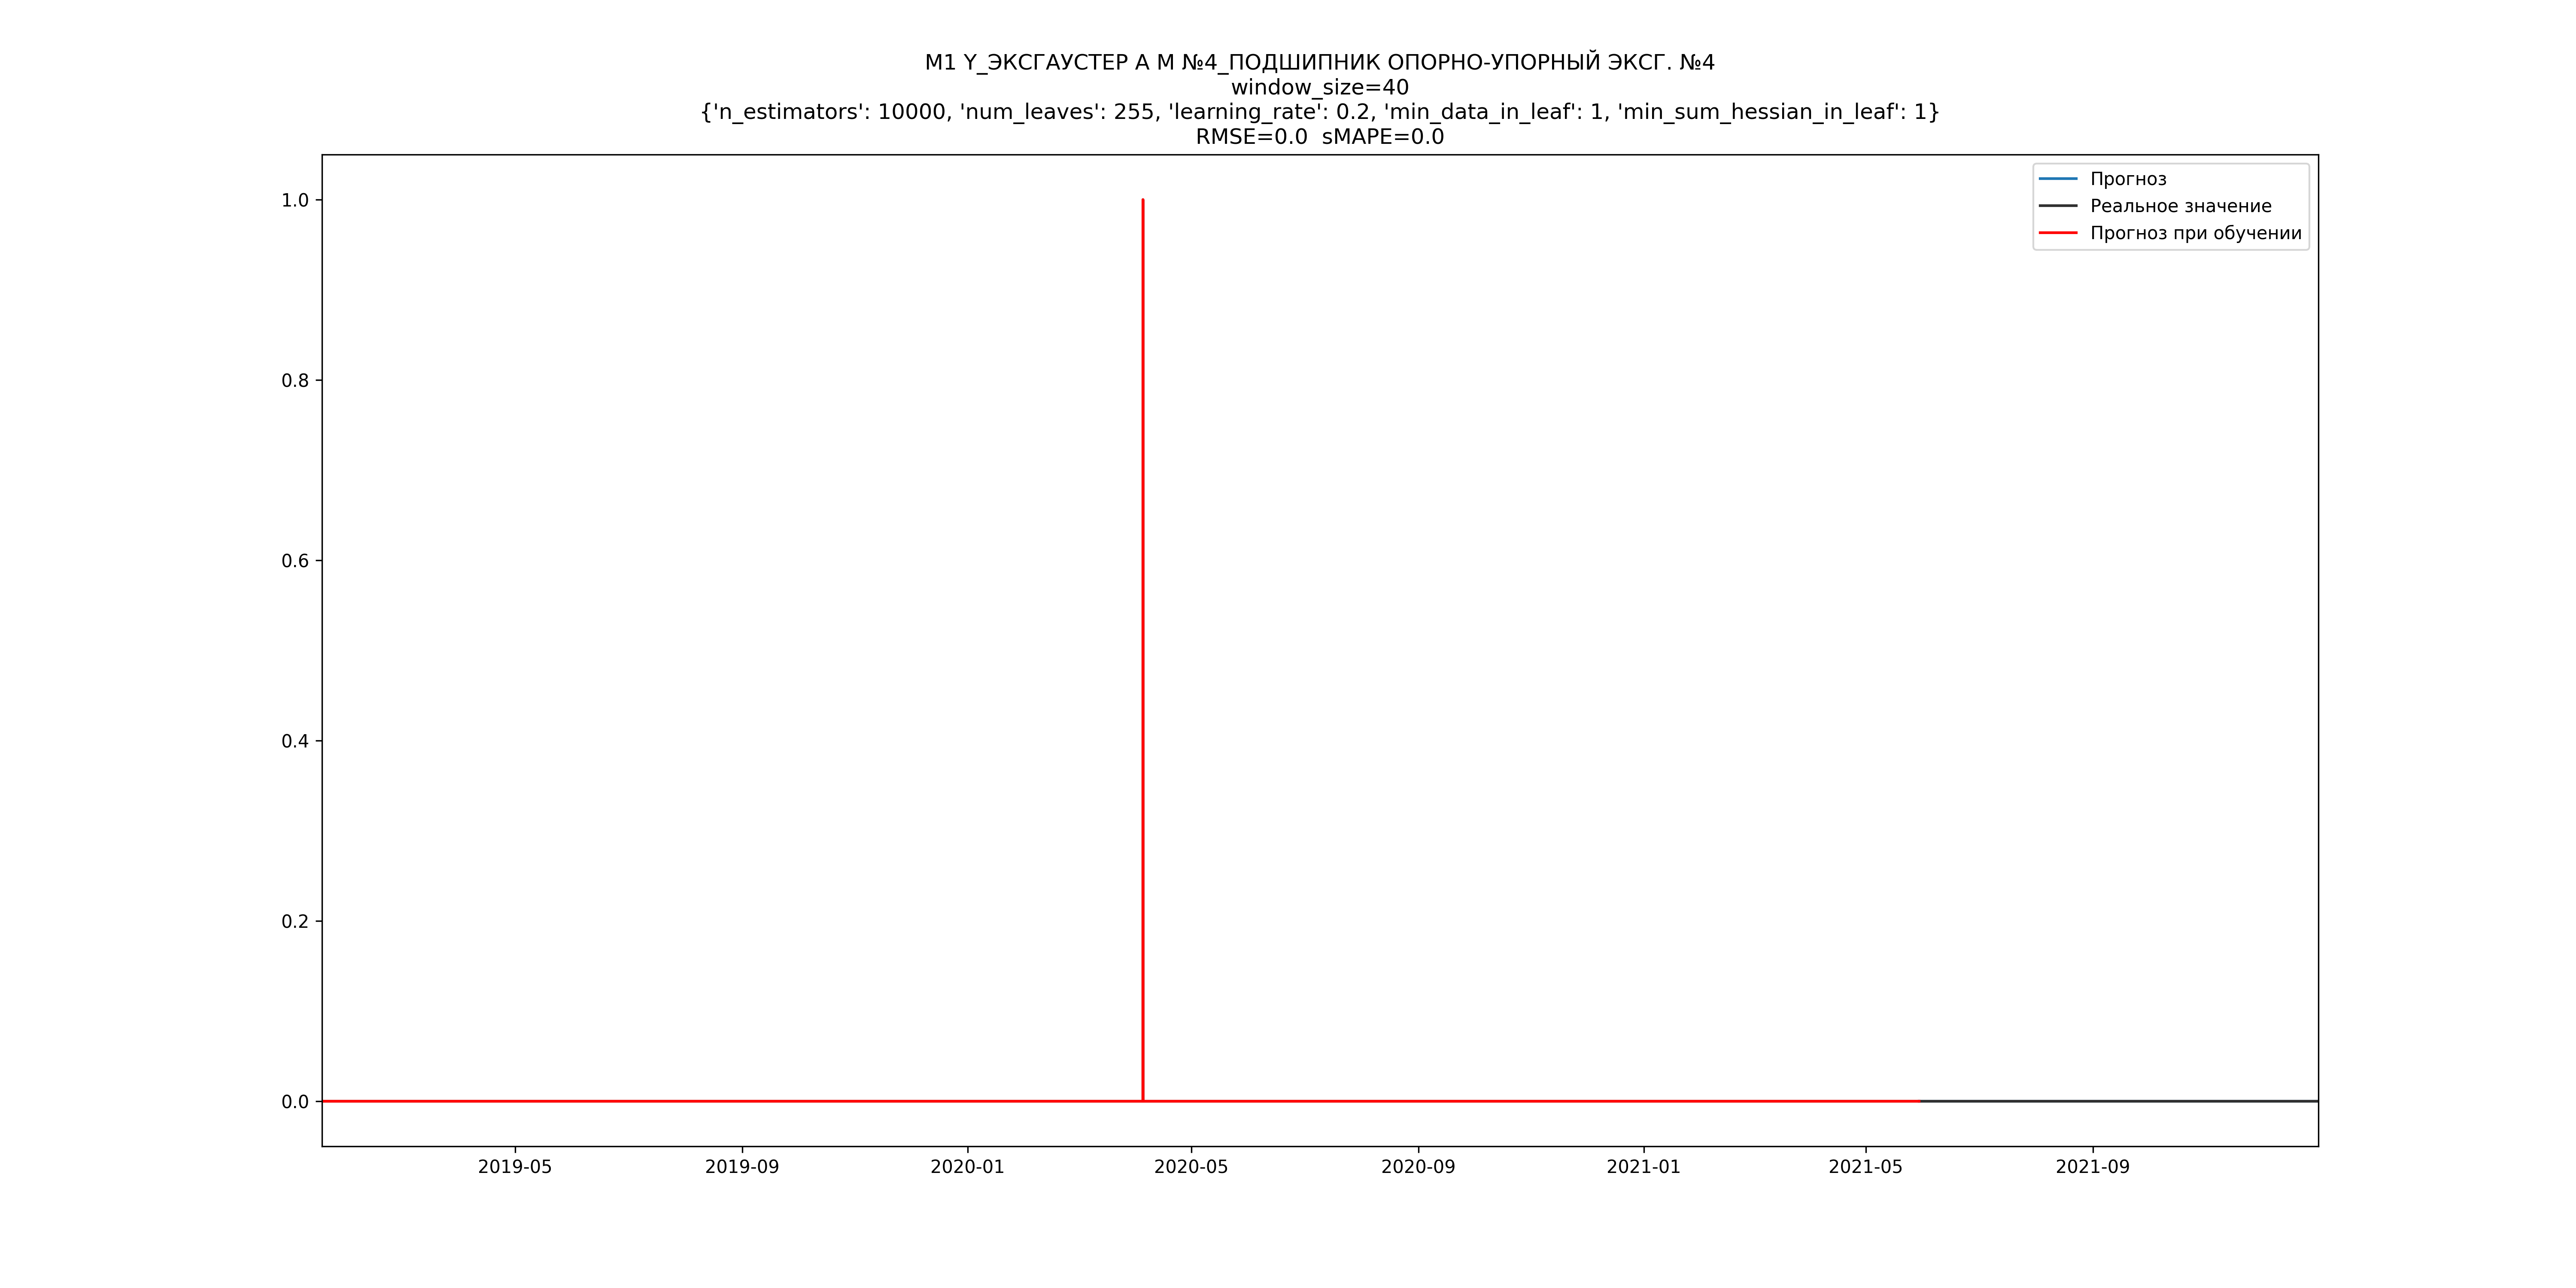 M1 Y_ЭКСГАУСТЕР А М №4_ПОДШИПНИК ОПОРНО-УПОРНЫЙ ЭКСГ. №4
window_size=40
{'n_estimators': 10000, 'num_leaves': 255, 'learning_rate': 0.2, 'min_data_in_leaf': 1, 'min_sum_hessian_in_leaf': 1}
RMSE=0.0  sMAPE=0.0
Прогноз
Реальное значение
Прогноз при обучении
1.0
0.8
0.6
0.4
0.2
0.0
2019-05
2019-09
2020-01
2020-05
2020-09
2021-01
2021-05
2021-09